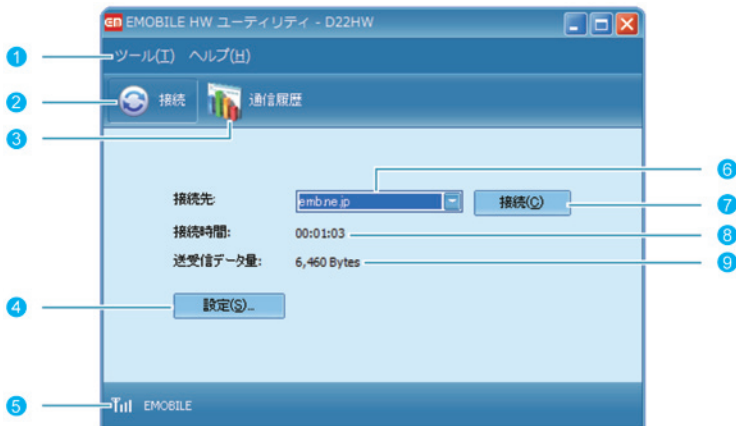 EMOBILE HW ユーティリティ - D22HW
1 ツール(T) ヘルプ(H)
2 接続 通信履歴
3
6
接続先: emb.ne.jp 接続(C) 7
接続時間: 00:01:03 8
送受信データ量: 6,460 Bytes 9
4 設定(S)...
5 EMOBILE